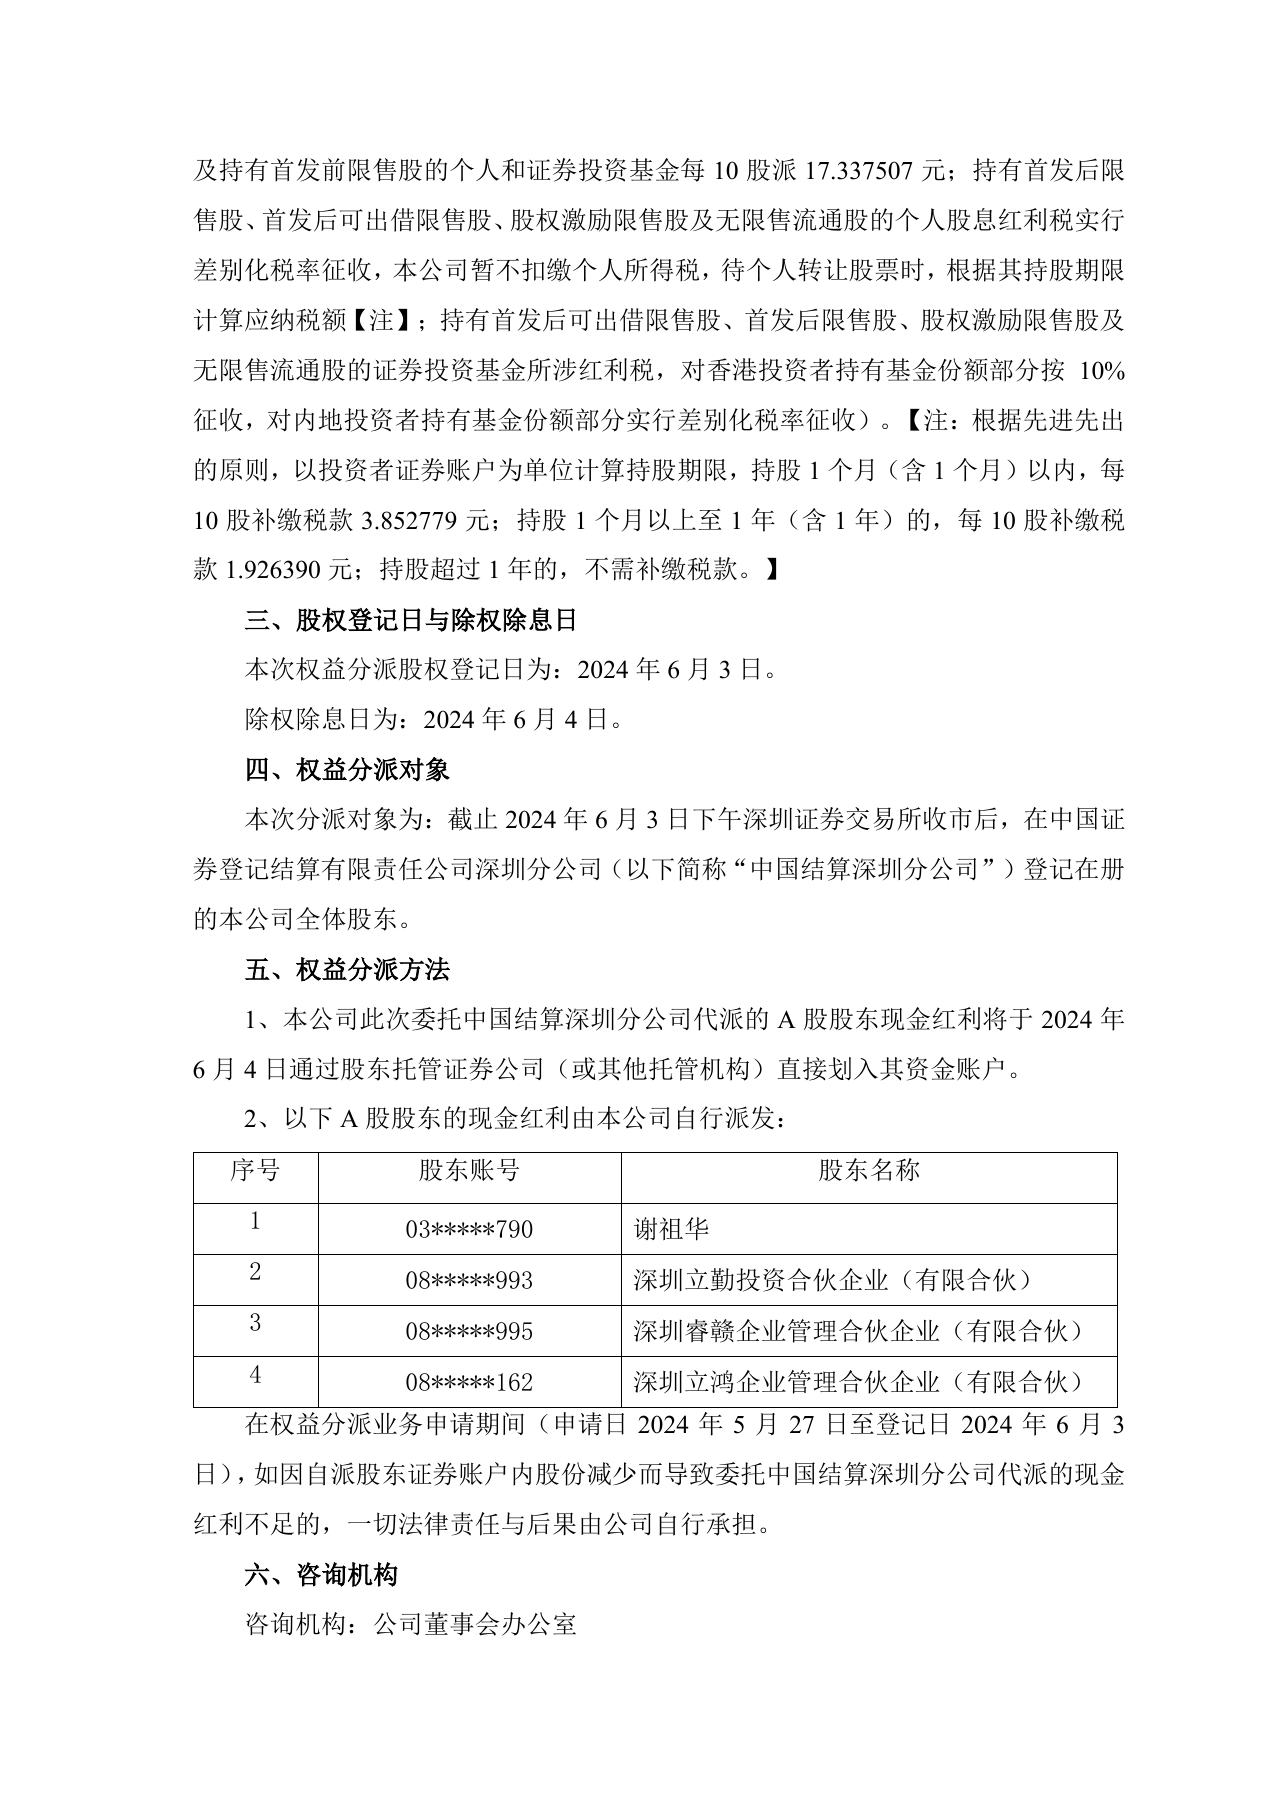 及持有首发前限售股的个人和证券投资基金每 10 股派 17.337507 元；持有首发后限
售股、首发后可出借限售股、股权激励限售股及无限售流通股的个人股息红利税实行
差别化税率征收，本公司暂不扣缴个人所得税，待个人转让股票时，根据其持股期限
计算应纳税额【注】；持有首发后可出借限售股、首发后限售股、股权激励限售股及
无限售流通股的证券投资基金所涉红利税，对香港投资者持有基金份额部分按 10%
征收，对内地投资者持有基金份额部分实行差别化税率征收）。【注：根据先进先出
的原则，以投资者证券账户为单位计算持股期限，持股 1 个月（含 1 个月）以内，每
10 股补缴税款 3.852779 元；持股 1 个月以上至 1 年（含 1 年）的，每 10 股补缴税
款 1.926390 元；持股超过 1 年的，不需补缴税款。】
三、股权登记日与除权除息日
本次权益分派股权登记日为：2024 年 6 月 3 日。
除权除息日为：2024 年 6 月 4 日。
四、权益分派对象
本次分派对象为：截止 2024 年 6 月 3 日下午深圳证券交易所收市后，在中国证
券登记结算有限责任公司深圳分公司（以下简称“中国结算深圳分公司”）登记在册
的本公司全体股东。
五、权益分派方法
1、本公司此次委托中国结算深圳分公司代派的 A 股股东现金红利将于 2024 年
6 月 4 日通过股东托管证券公司（或其他托管机构）直接划入其资金账户。
2、以下 A 股股东的现金红利由本公司自行派发：
序号 股东账号 股东名称
1 03*****790 谢祖华
2 08*****993 深圳立勤投资合伙企业（有限合伙）
3 08*****995 深圳睿赣企业管理合伙企业（有限合伙）
4 08*****162 深圳立鸿企业管理合伙企业（有限合伙）
在权益分派业务申请期间（申请日 2024 年 5 月 27 日至登记日 2024 年 6 月 3
日），如因自派股东证券账户内股份减少而导致委托中国结算深圳分公司代派的现金
红利不足的，一切法律责任与后果由公司自行承担。
六、咨询机构
咨询机构：公司董事会办公室